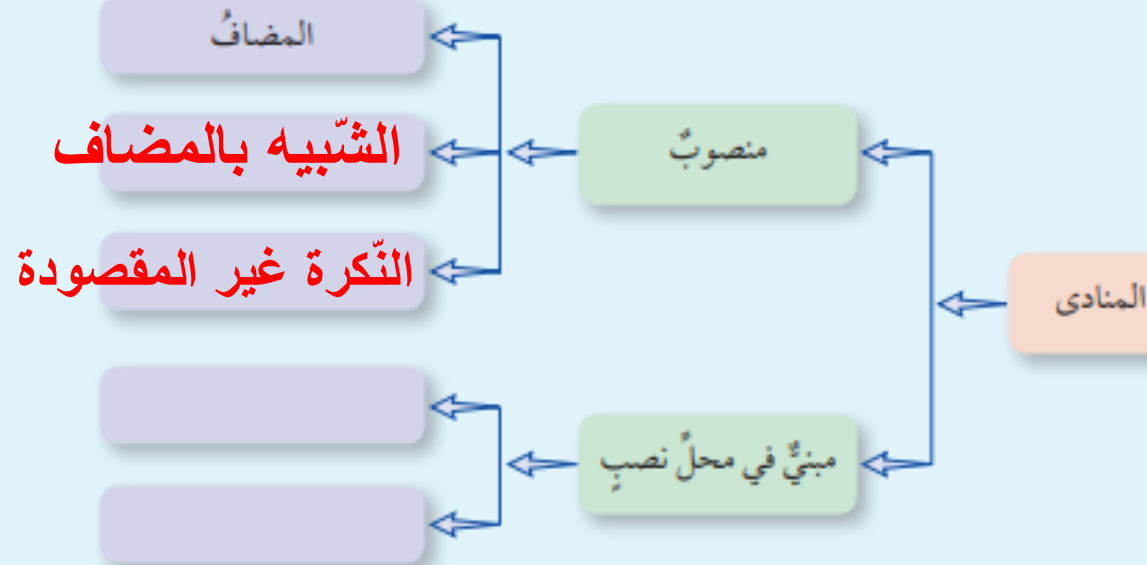 المنادى
منصوبٌ
المضافُ
الشّبيه بالمضاف
النّكرة غير المقصودة
مبنيٌّ في محلِّ نصبٍ